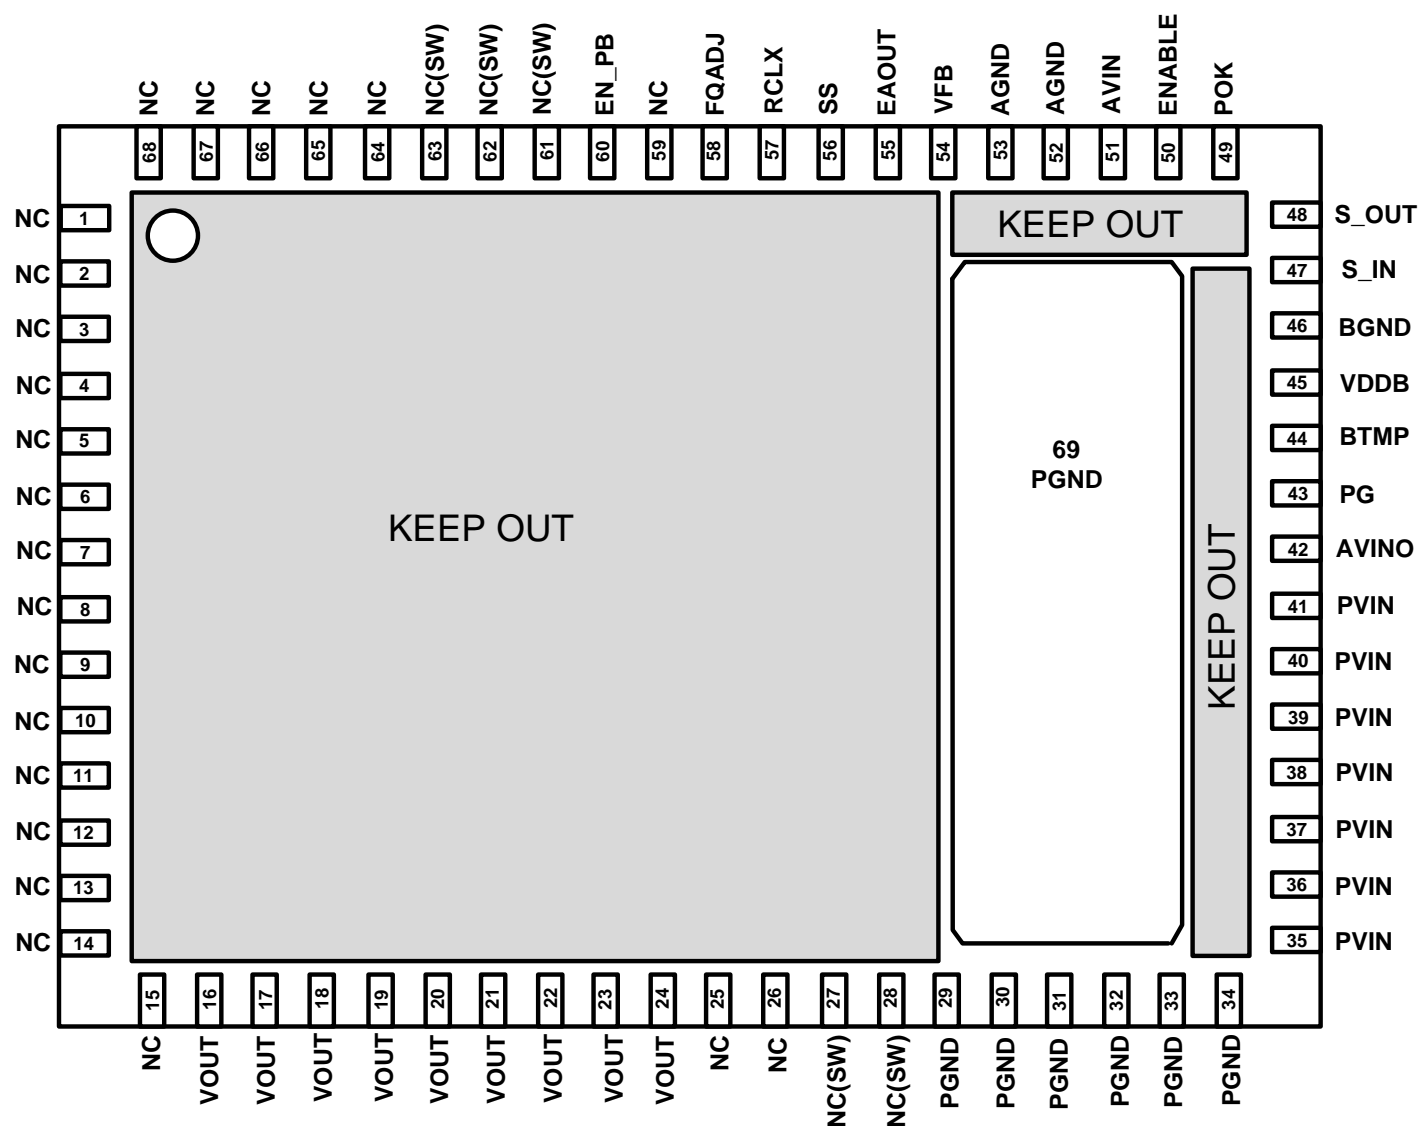 NC
NC
NC
NC
NC
NC(SW)
NC(SW)
NC(SW)
EN_PB
NC
FQADJ
RCLX
SS
EAOUT
VFB
AGND
AGND
AVIN
ENABLE
POK
68
67
66
65
64
63
62
61
60
59
58
57
56
55
54
53
52
51
50
49
NC 1
NC 2
NC 3
NC 4
NC 5
NC 6
NC 7
NC 8
NC 9
NC 10
NC 11
NC 12
NC 13
NC 14
KEEP OUT
KEEP OUT
69
PGND
KEEP OUT
48 S_OUT
47 S_IN
46 BGND
45 VDDB
44 BTMP
43 PG
42 AVINO
41 PVIN
40 PVIN
39 PVIN
38 PVIN
37 PVIN
36 PVIN
35 PVIN
15
16
17
18
19
20
21
22
23
24
25
26
27
28
29
30
31
32
33
34
NC
VOUT
VOUT
VOUT
VOUT
VOUT
VOUT
VOUT
VOUT
VOUT
NC
NC
NC(SW)
NC(SW)
PGND
PGND
PGND
PGND
PGND
PGND